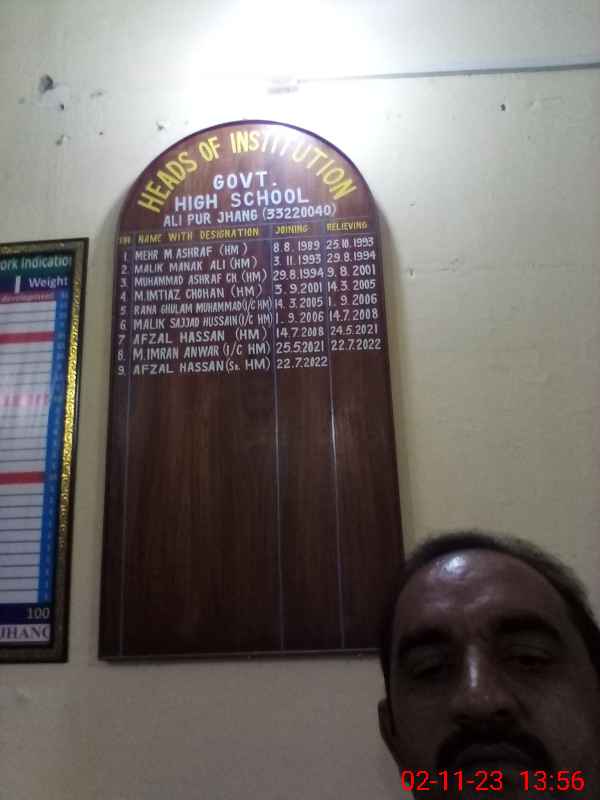 HEADS OF INSTITUTION
GOVT.
HIGH SCHOOL
ALI PUR JHANG (33220040)
NAME WITH DESIGNATION JOINING RELIEVING
1. MEHR M ASHRAF (HM) 8.8.1989 25.10.1993
2. MALIK MANAK ALI (HM) 3.11.1993 29.8.1994
3. MUHAMMAD ASHRAF CH (HM) 29.8.1994 9.8.2001
4. M.IMTIAZ CHOHAN (HM) 3.9.2001 14.3.2005
5. RANA GHULAM MUHAMMAD (I/C HM) 14.3.2005 1.9.2006
6. MALIK SAJJAD HUSSAIN (I/C HM) 1.9.2006 14.7.2008
7. AFZAL HASSAN (HM) 14.7.2008 24.5.2021
8. M.IMRAN ANWAR (I/C HM) 25.5.2021 22.7.2022
9. AFZAL HASSAN (Sr. HM) 22.7.2022
ork Indication
Weight
100
JHANG
02-11-23 13:56